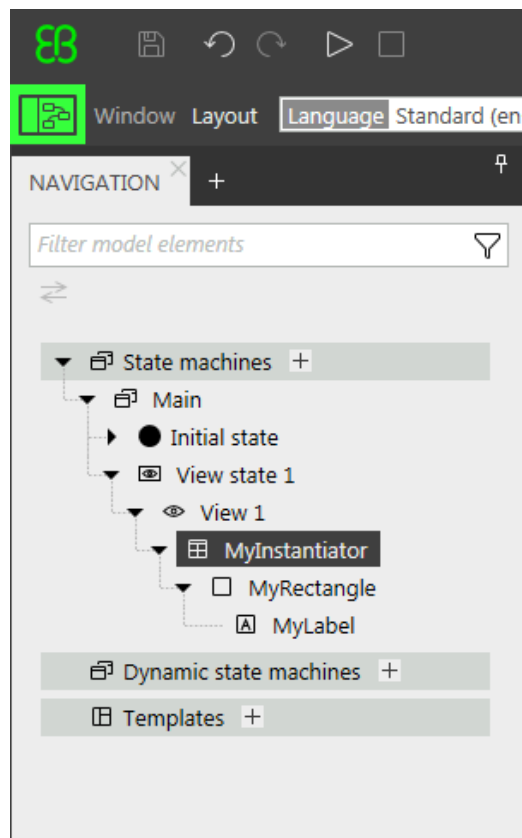 EB
Window Layout Language Standard (en
NAVIGATION
Filter model elements
State machines
Main
Initial state
View state 1
View 1
MyInstantiator
MyRectangle
A MyLabel
Dynamic state machines
Templates